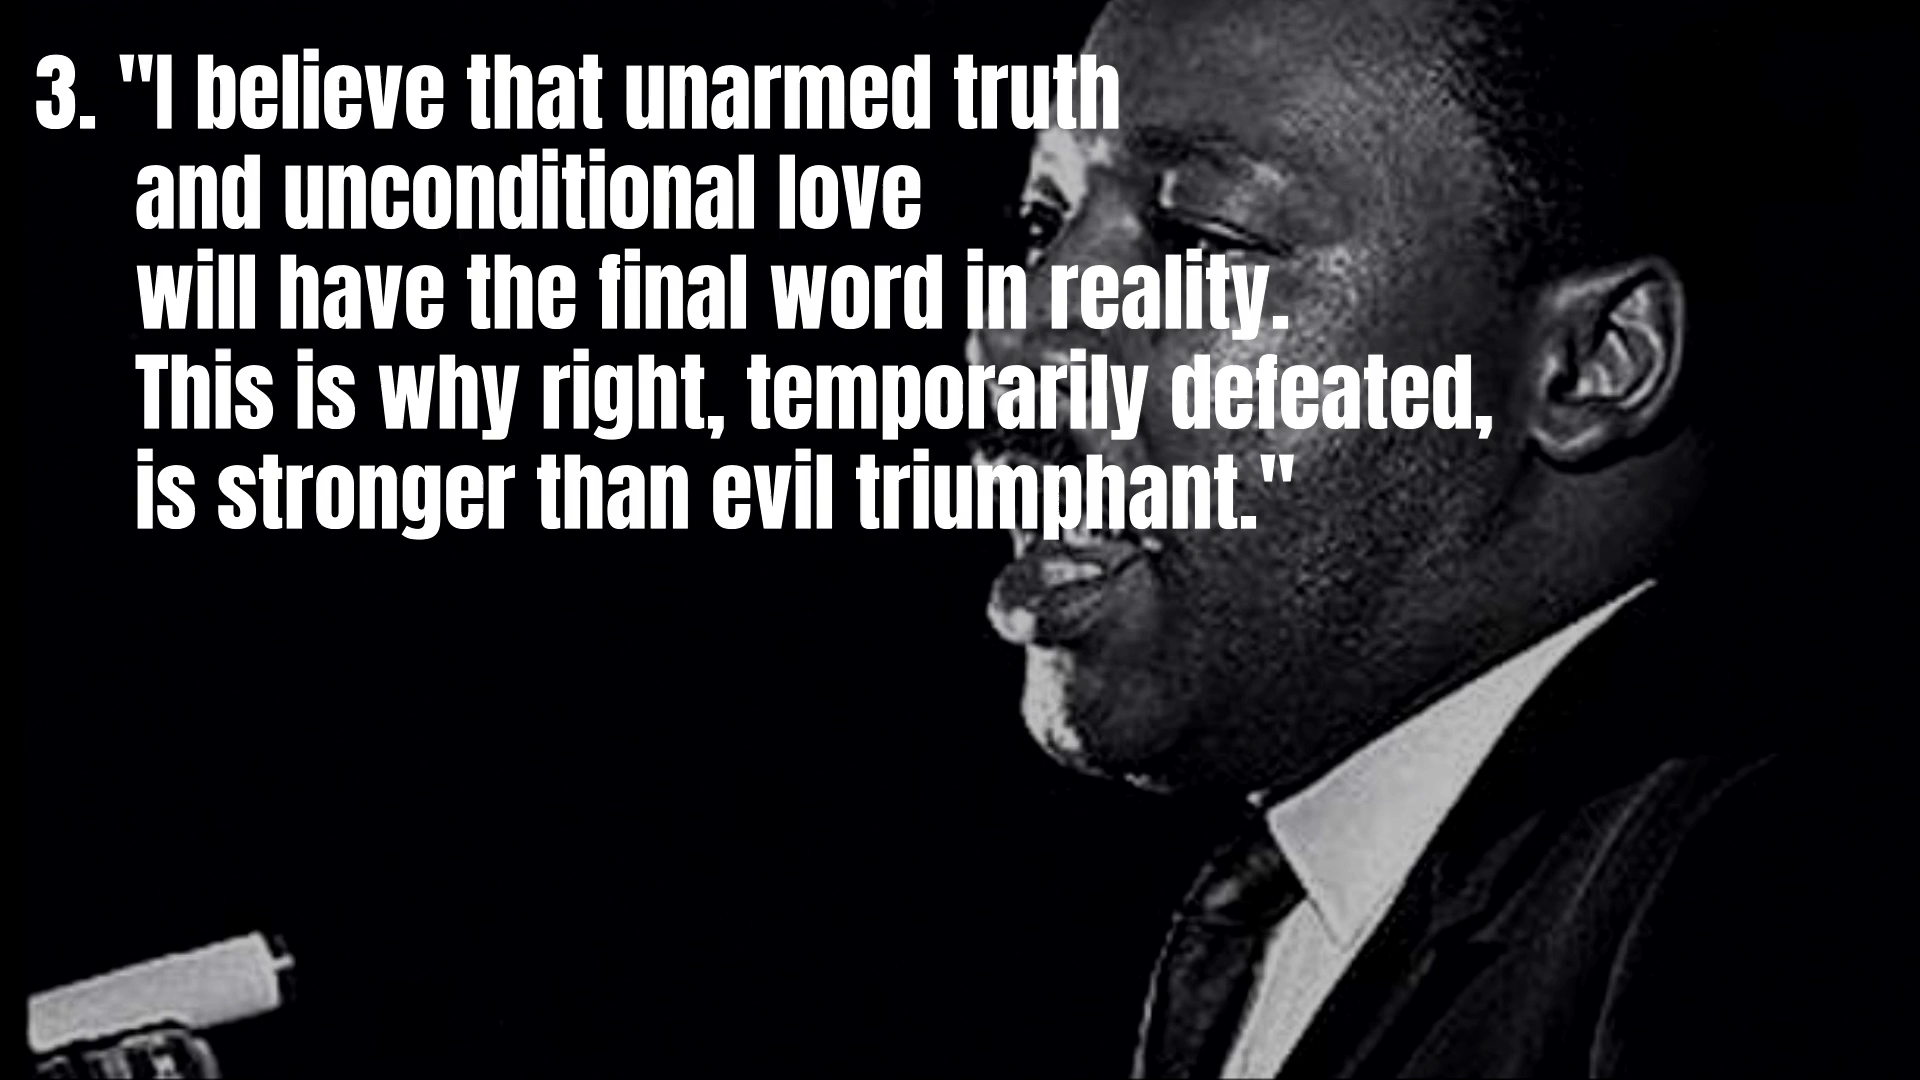 3. "I believe that unarmed truth
and unconditional love
will have the final word in reality.
This is why right, temporarily defeated,
is stronger than evil triumphant."